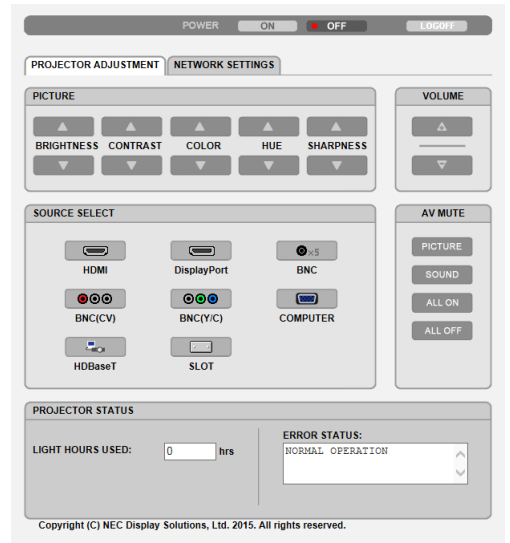 POWER ON OFF LOGOFF
PROJECTOR ADJUSTMENT NETWORK SETTINGS
PICTURE
BRIGHTNESS CONTRAST COLOR HUE SHARPNESS
VOLUME
SOURCE SELECT
HDMI DisplayPort ×5 BNC
BNC(CV) BNC(Y/C) COMPUTER
HDBaseT SLOT
AV MUTE
PICTURE
SOUND
ALL ON
ALL OFF
PROJECTOR STATUS
LIGHT HOURS USED: 0 hrs
ERROR STATUS:
NORMAL OPERATION
Copyright (C) NEC Display Solutions, Ltd. 2015. All rights reserved.